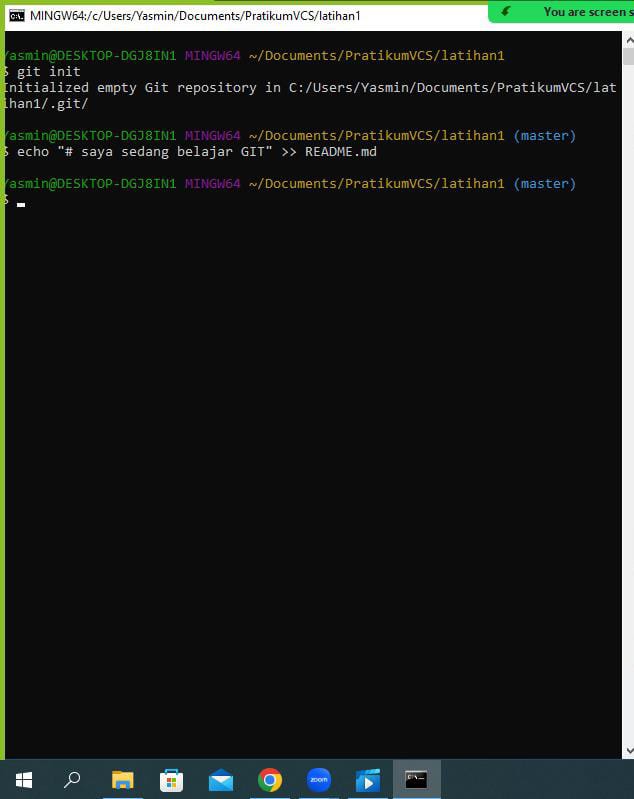 MINGW64:/c/Users/Yasmin/Documents/PratikumVCS/latihan1
You are screen s
Yasmin@DESKTOP-DGJ8IN1 MINGW64 ~/Documents/PratikumVCS/latihan1
$ git init
Initialized empty Git repository in C:/Users/Yasmin/Documents/PratikumVCS/lat
ihan1/.git/
Yasmin@DESKTOP-DGJ8IN1 MINGW64 ~/Documents/PratikumVCS/latihan1 (master)
$ echo "# saya sedang belajar GIT" >> README.md
Yasmin@DESKTOP-DGJ8IN1 MINGW64 ~/Documents/PratikumVCS/latihan1 (master)
$
zoom